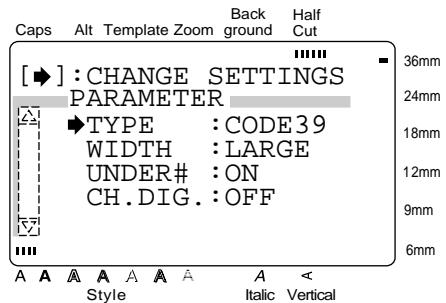 Caps Alt Template Zoom Back ground Half Cut
[➡]:CHANGE SETTINGS
PARAMETER
➡TYPE :CODE39
WIDTH :LARGE
UNDER# :ON
CH.DIG.:OFF
36mm
24mm
18mm
12mm
9mm
6mm
A A A A A A A A <
Style Italic Vertical